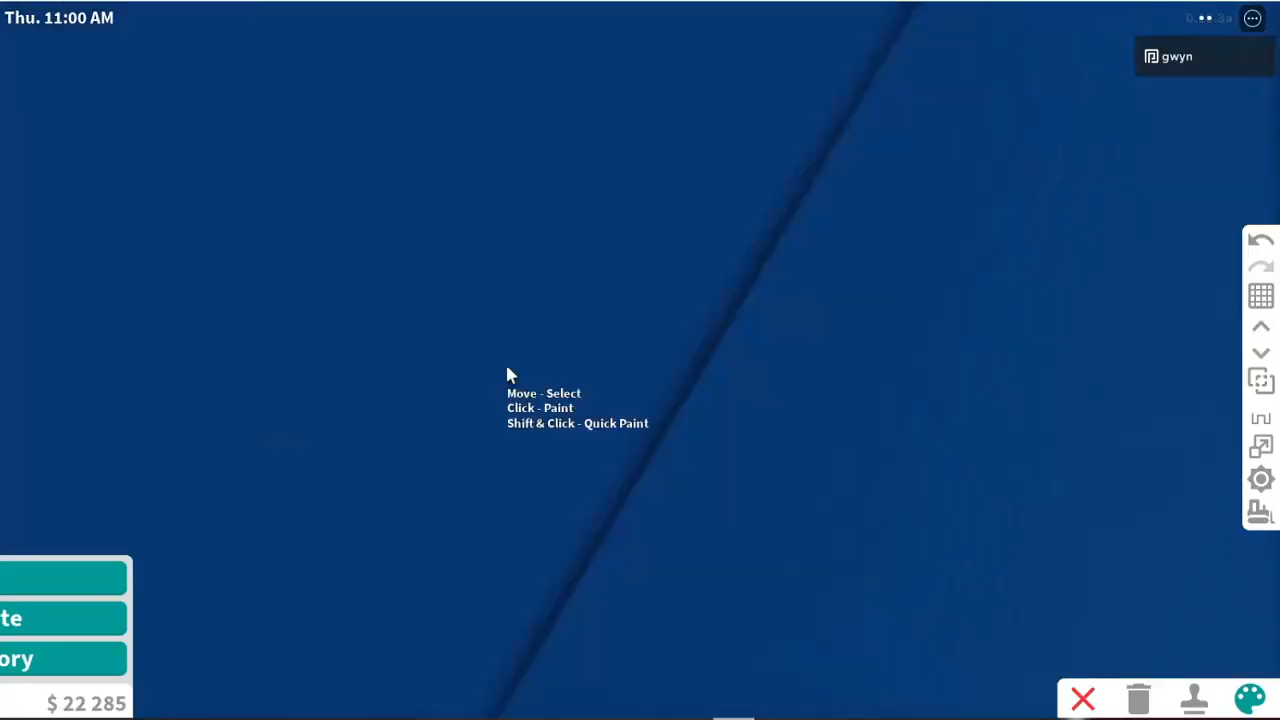 Thu. 11:00 AM
gwyn
Move - Select
Click - Paint
Shift & Click - Quick Paint
te
ory
$ 22 285